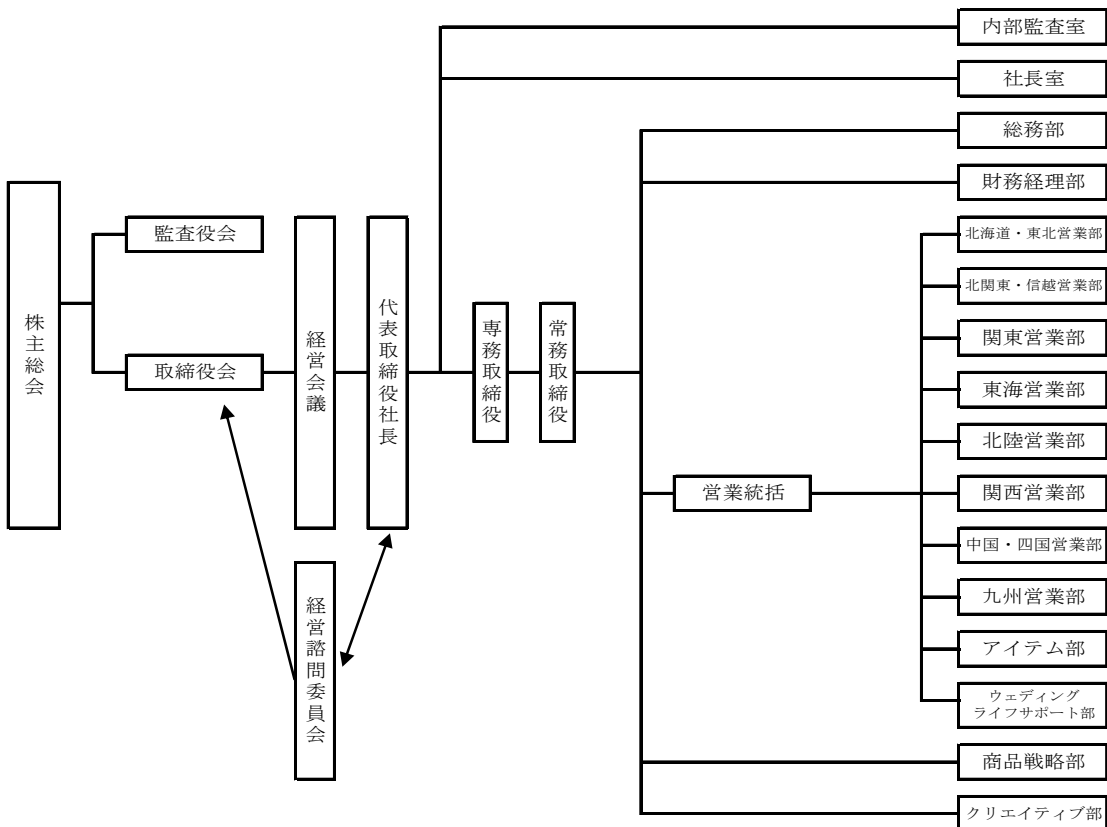 株主総会
監査役会
取締役会
経営会議
経営諮問委員会
代表取締役社長
専務取締役
常務取締役
営業統括
内部監査室
社長室
総務部
財務経理部
北海道・東北営業部
北関東・信越営業部
関東営業部
東海営業部
北陸営業部
関西営業部
中国・四国営業部
九州営業部
アイテム部
ウェディング
ライフサポート部
商品戦略部
クリエイティブ部